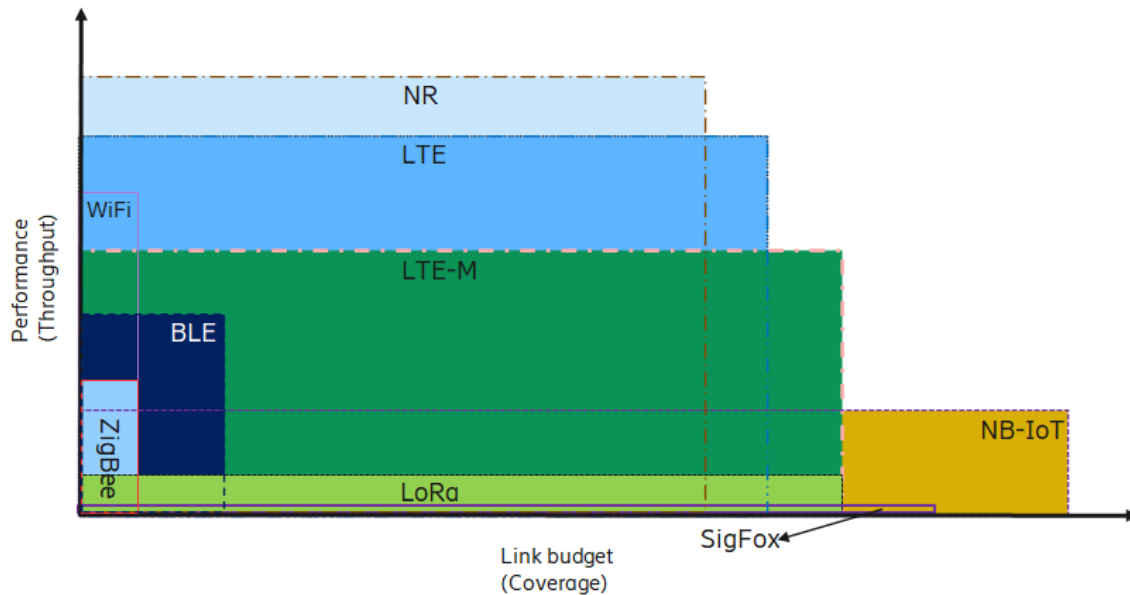 NR
LTE
WiFi
Performance
(Throughput)
LTE-M
BLE
ZigBee
NB-IoT
LoRa
SigFox
Link budget
(Coverage)